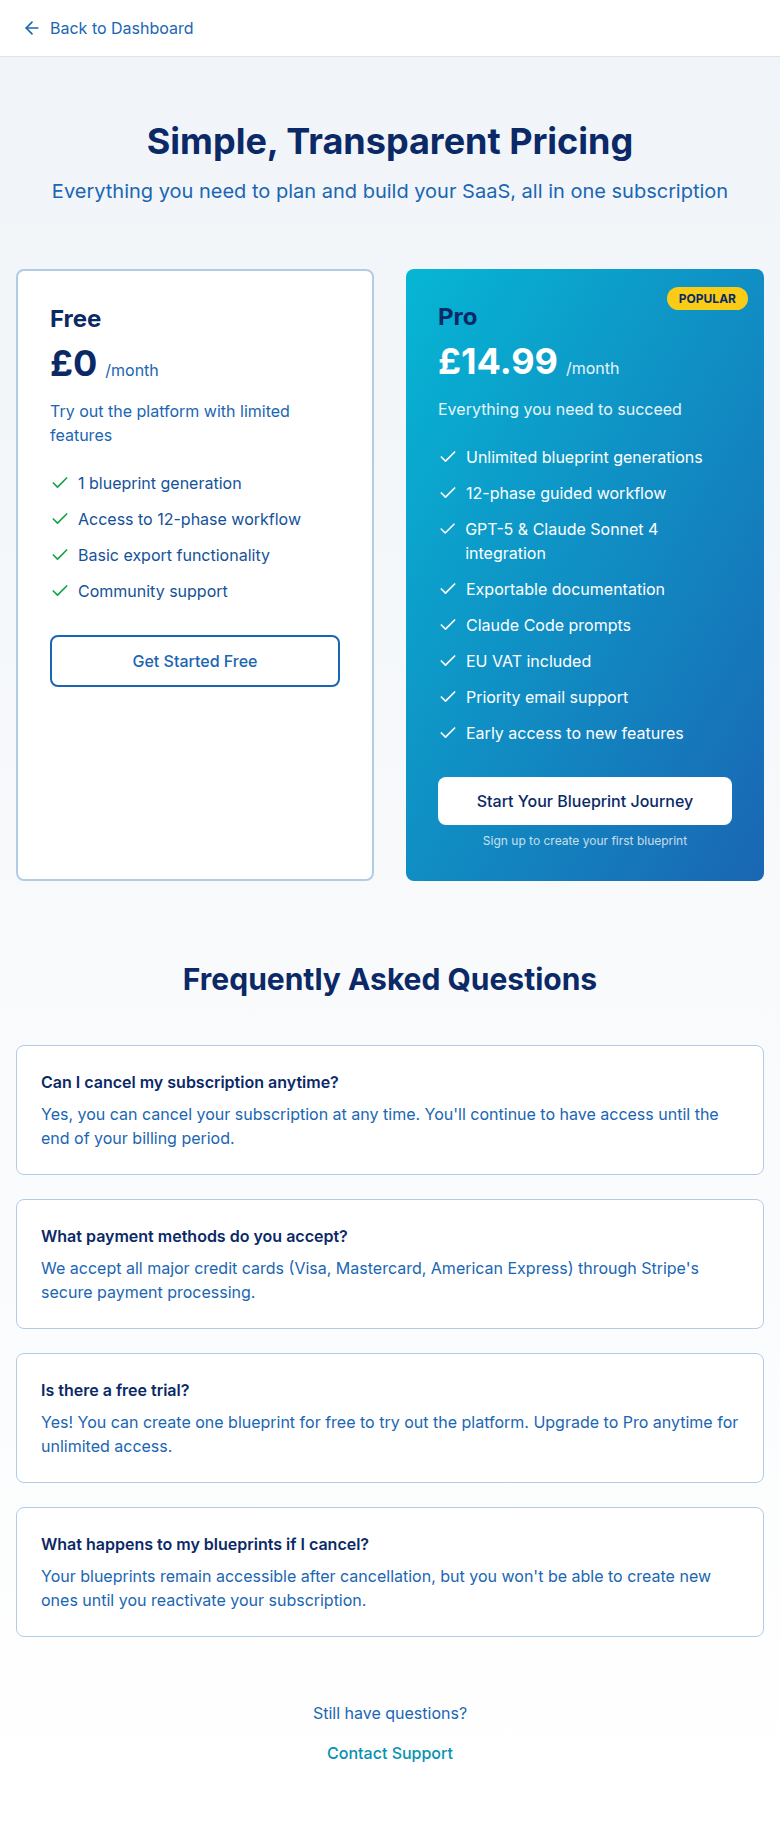 Back to Dashboard
Simple, Transparent Pricing
Everything you need to plan and build your SaaS, all in one subscription
Free
£0 /month
Try out the platform with limited
features
1 blueprint generation
Access to 12-phase workflow
Basic export functionality
Community support
Get Started Free
POPULAR
Pro
£14.99 /month
Everything you need to succeed
Unlimited blueprint generations
12-phase guided workflow
GPT-5 & Claude Sonnet 4
integration
Exportable documentation
Claude Code prompts
EU VAT included
Priority email support
Early access to new features
Start Your Blueprint Journey
Sign up to create your first blueprint
Frequently Asked Questions
Can I cancel my subscription anytime?
Yes, you can cancel your subscription at any time. You'll continue to have access until the
end of your billing period.
What payment methods do you accept?
We accept all major credit cards (Visa, Mastercard, American Express) through Stripe's
secure payment processing.
Is there a free trial?
Yes! You can create one blueprint for free to try out the platform. Upgrade to Pro anytime for
unlimited access.
What happens to my blueprints if I cancel?
Your blueprints remain accessible after cancellation, but you won't be able to create new
ones until you reactivate your subscription.
Still have questions?
Contact Support